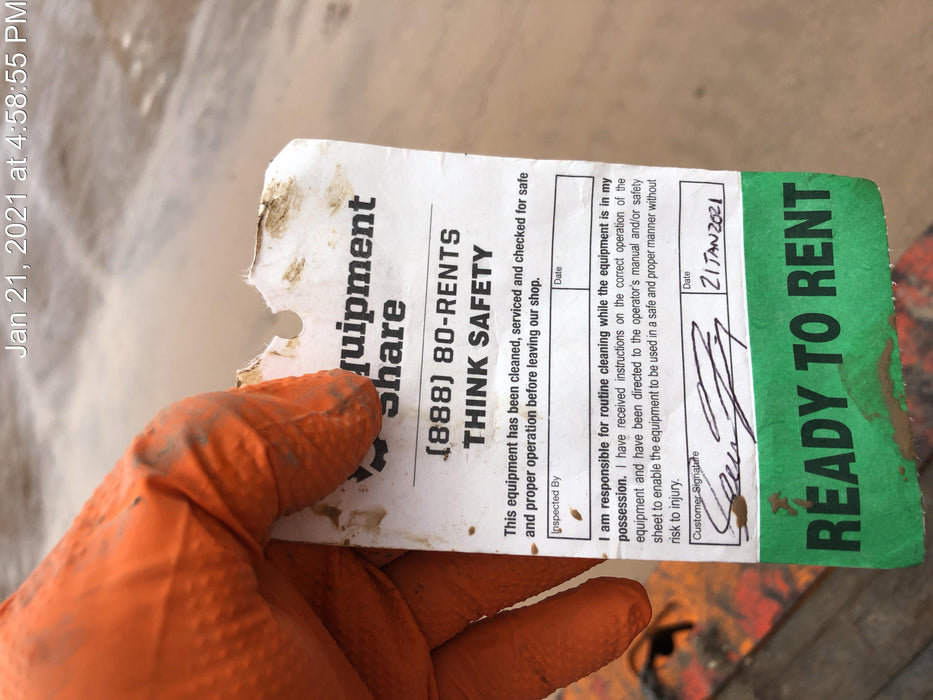 Jan 21, 2021 at 4:58:55 PM
quipment
Share
(888) 80-RENTS
THINK SAFETY
This equipment has been cleaned, serviced and checked for safe
and proper operation before leaving our shop.
Inspected By
Date
I am responsible for routine cleaning while the equipment is in my
possession. I have received instructions on the correct operation of the
equipment and have been directed to the operator's manual and/or safety
sheet to enable the equipment to be used in a safe and proper manner without
risk to injury.
Customer Signature
Date
21JAN2021
READY TO RENT